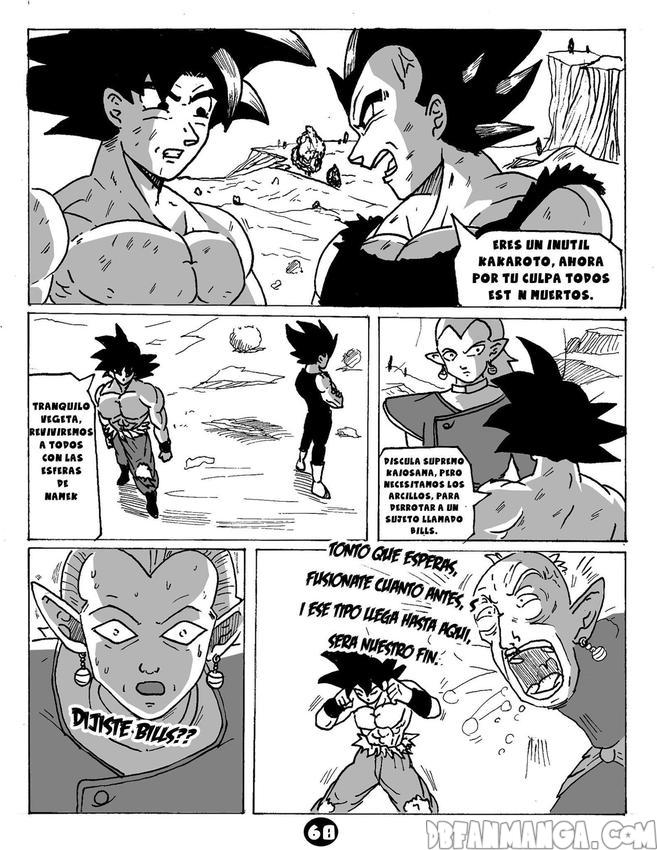 ERES UN INUTIL
KAKAROTO, AHORA
POR TU CULPA TODOS
EST N MUERTOS.
TRANQUILO
VEGETA,
REVIVIREMOS
A TODOS
CON LAS
ESFERAS
DE
NAMEK
DISCULA SUPREMO
KAIOSAMA, PERO
NECESITAMOS LOS
ARCILLOS, PARA
DERROTAR A UN
SUJETO LLAMADO
BILLS.
DIJISTE BILLS??
TONTO QUE ESPERAS,
FUSIONATE CUANTO ANTES,
I ESE TIPO LLEGA HASTA AQUI,
SERA NUESTRO FIN.
60
DBFANMANGA.COM